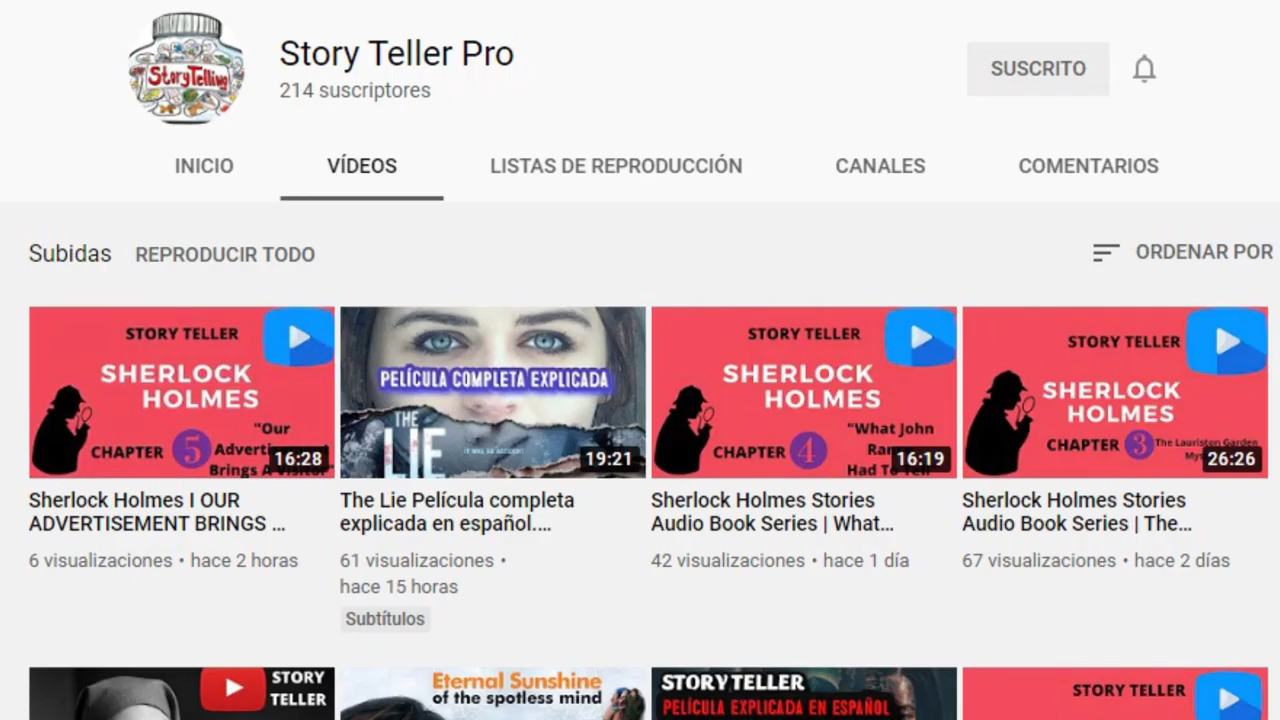 StoryTelling
Story Teller Pro
214 suscriptores
SUSCRITO
INICIO
VÍDEOS
LISTAS DE REPRODUCCIÓN
CANALES
COMENTARIOS
Subidas
REPRODUCIR TODO
ORDENAR POR
STORY TELLER
SHERLOCK
HOLMES
"Our
CHAPTER 5
Brings A
16:28
PELÍCULA COMPLETA EXPLICADA
THE
LIE
19:21
STORY TELLER
SHERLOCK
HOLMES
"What John
CHAPTER 4
Had To Tell
16:19
STORY TELLER
SHERLOCK
HOLMES
CHAPTER 3 The Lauriston Garden
26:26
Sherlock Holmes I OUR
ADVERTISEMENT BRINGS ...
6 visualizaciones • hace 2 horas
The Lie Película completa
explicada en español....
61 visualizaciones •
hace 15 horas
Subtítulos
Sherlock Holmes Stories
Audio Book Series | What...
42 visualizaciones • hace 1 día
Sherlock Holmes Stories
Audio Book Series | The...
67 visualizaciones • hace 2 días
STORY
TELLER
Eternal Sunshine
of the spotless mind
STORY TELLER
PELÍCULA EXPLICADA EN ESPAÑOL
STORY TELLER